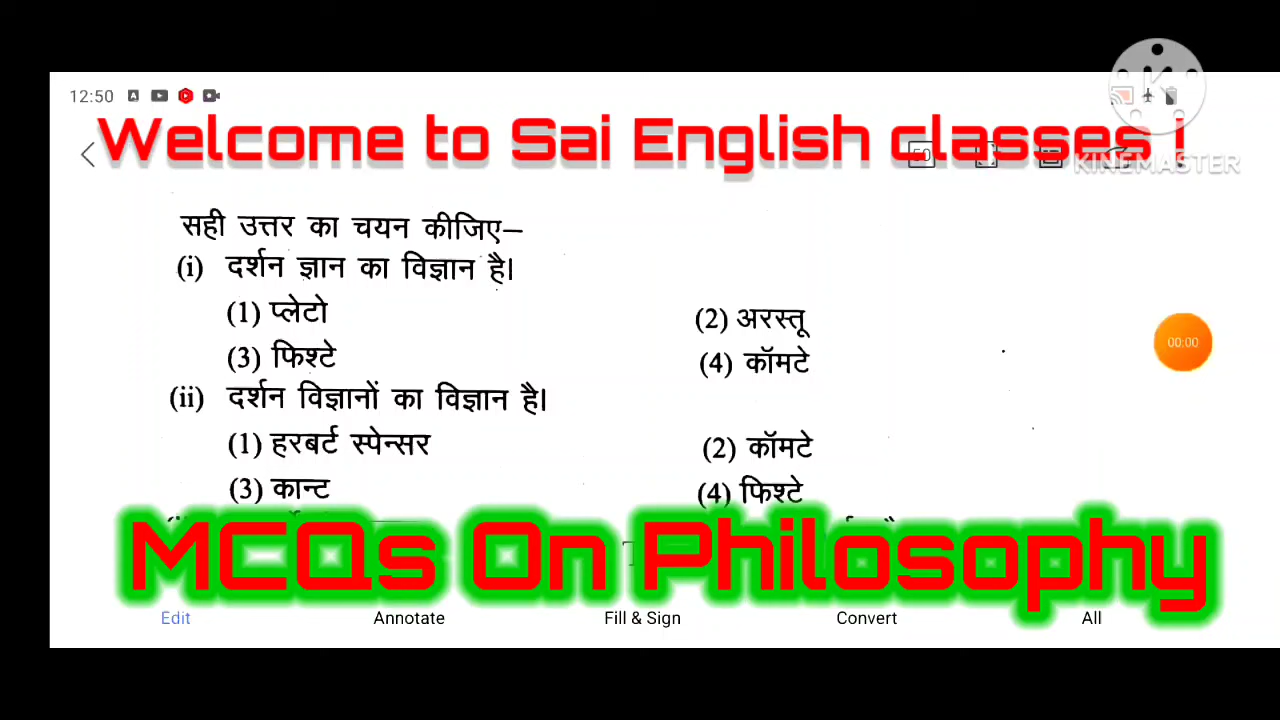 12:50
Welcome to Sai English classes !
50
KINEMASTER
सही उत्तर का चयन कीजिए–
(i) दर्शन ज्ञान का विज्ञान है।
(1) प्लेटो (2) अरस्तू
(3) फिश्टे (4) कॉमटे
00:00
(ii) दर्शन विज्ञानों का विज्ञान है।
(1) हरबर्ट स्पेन्सर (2) कॉमटे
(3) कान्ट (4) फिश्टे
MCQs On Philosophy
Edit Annotate Fill & Sign Convert All